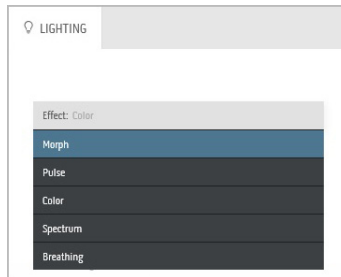 LIGHTING
Effect: Color
Morph
Pulse
Color
Spectrum
Breathing